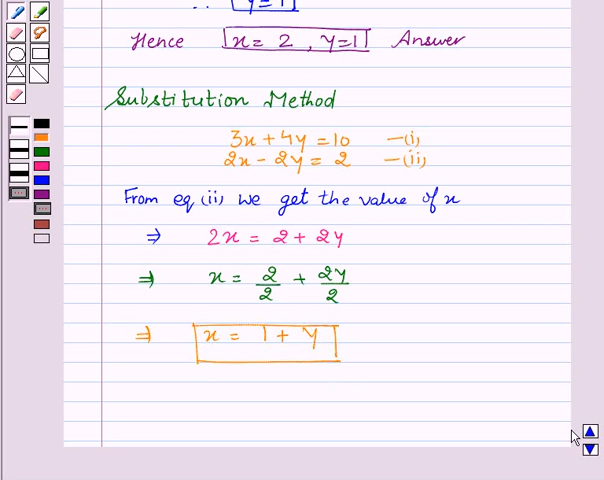 ∴ y = 1
Hence x = 2 , y = 1 Answer
Substitution Method
3x + 4y = 10 —(i)
2x - 2y = 2 —(ii)
From eq (ii) we get the value of x
⇒ 2x = 2 + 2y
⇒ x = 2/2 + 2y/2
⇒ x = 1 + y